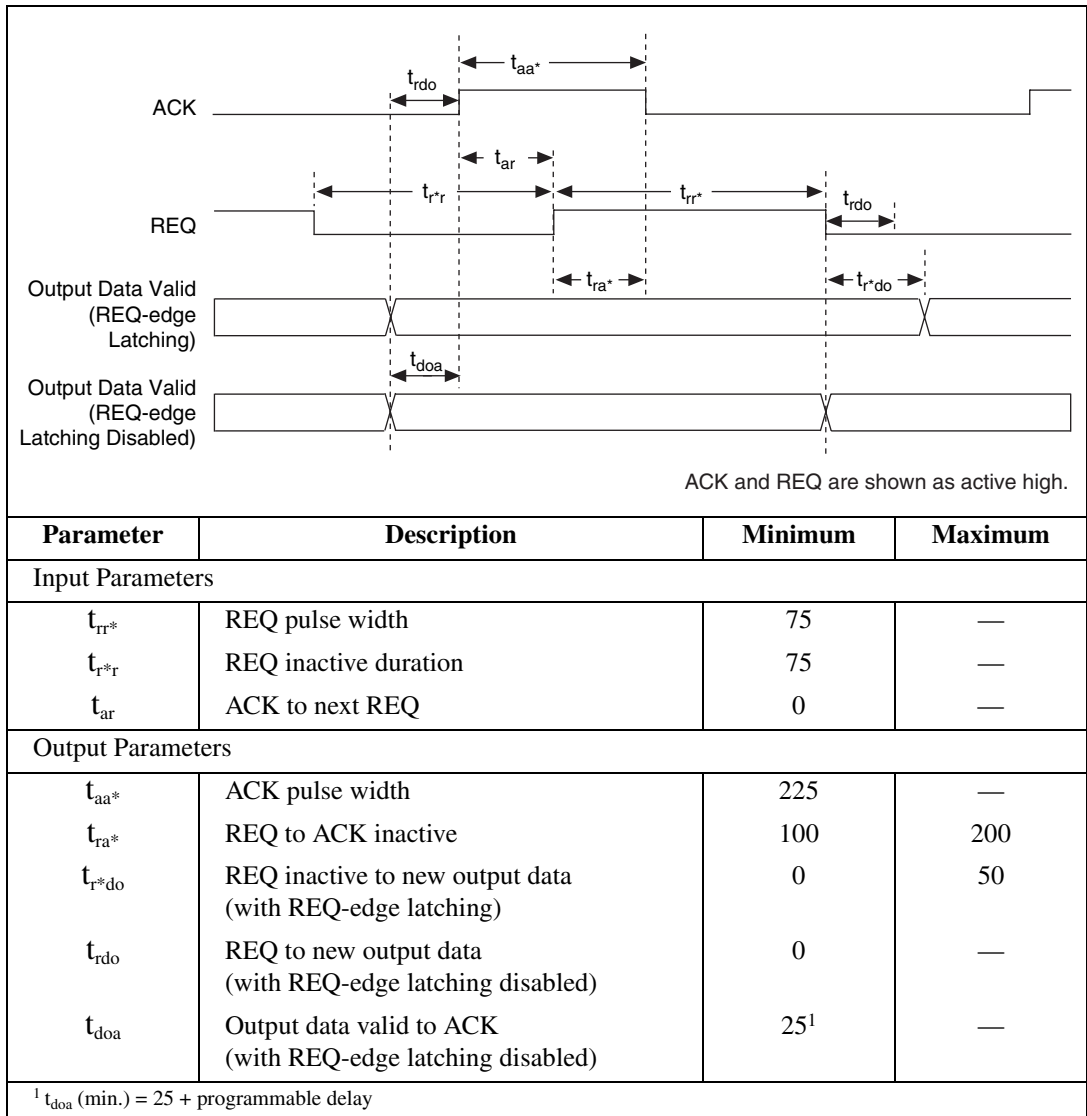 t_aa*
t_rdo
ACK
t_ar
t_r*r
t_rr*
t_rdo
REQ
t_ra*
t_r*do
Output Data Valid
(REQ-edge
Latching)
t_doa
Output Data Valid
(REQ-edge
Latching Disabled)
ACK and REQ are shown as active high.
Parameter Description Minimum Maximum
Input Parameters
t_rr* REQ pulse width 75 —
t_r*r REQ inactive duration 75 —
t_ar ACK to next REQ 0 —
Output Parameters
t_aa* ACK pulse width 225 —
t_ra* REQ to ACK inactive 100 200
t_r*do REQ inactive to new output data 0 50
(with REQ-edge latching)
t_rdo REQ to new output data 0 —
(with REQ-edge latching disabled)
t_doa Output data valid to ACK 25¹ —
(with REQ-edge latching disabled)
¹ t_doa (min.) = 25 + programmable delay